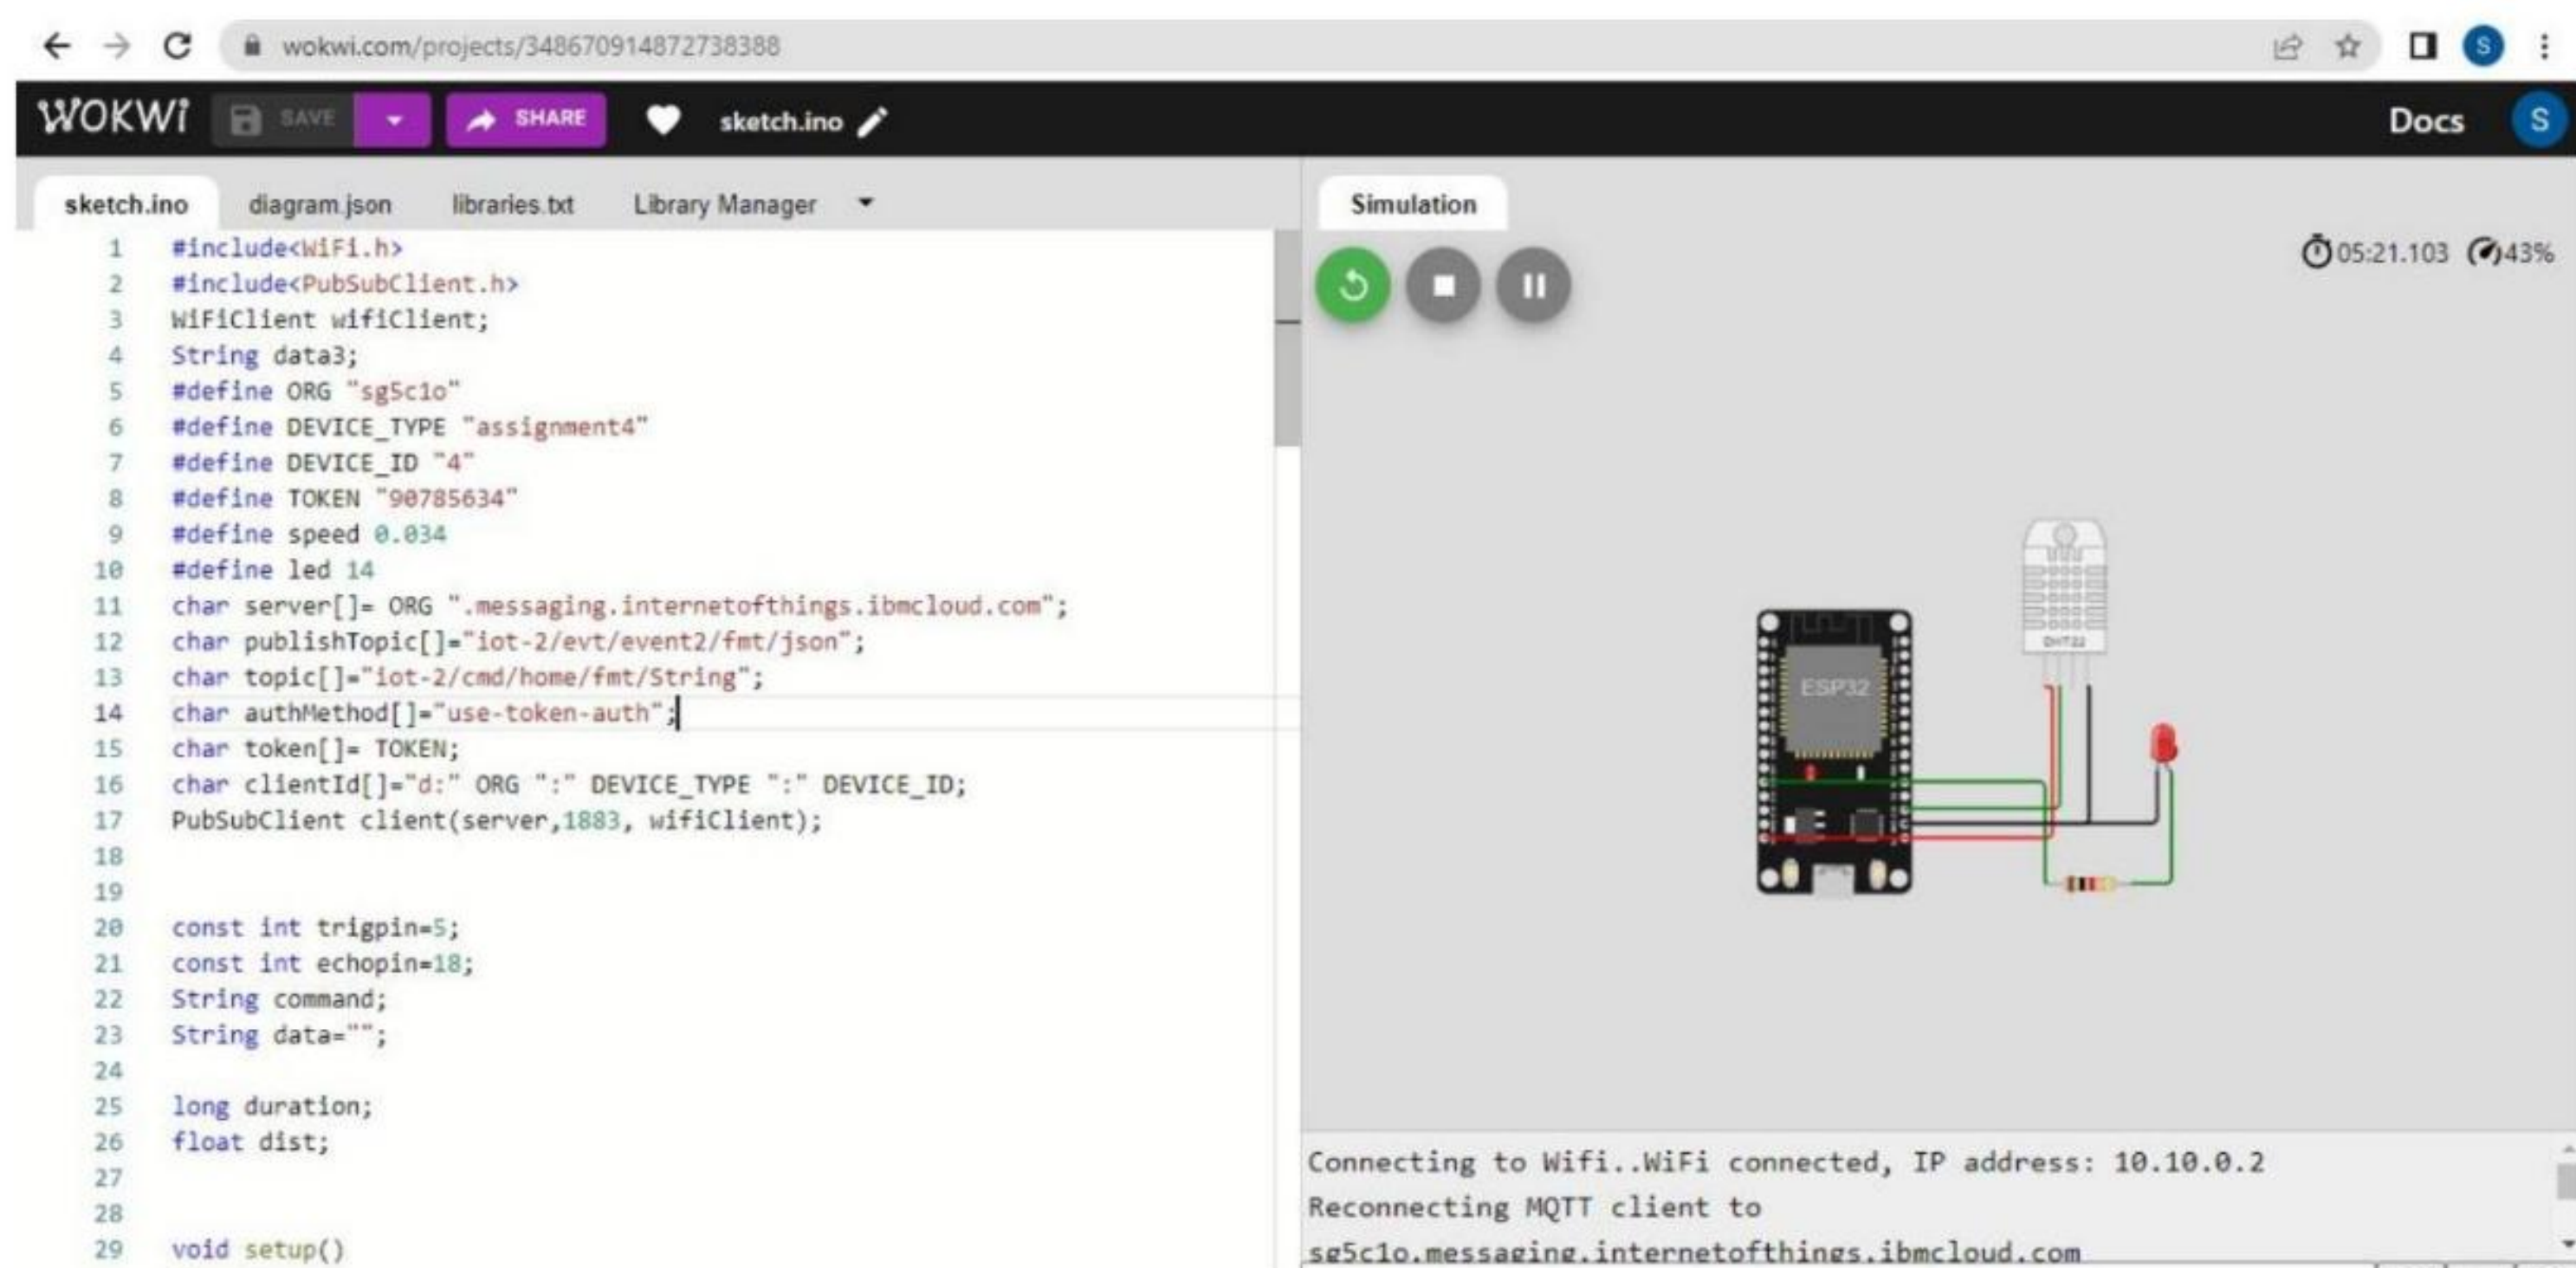 wokwi.com/projects/348670914872738388
S
WOKWi
SAVE
SHARE
sketch.ino
Docs
S
sketch.ino
diagram.json
libraries.txt
Library Manager
1 #include<WiFi.h>
2 #include<PubSubClient.h>
3 WiFiClient wifiClient;
4 String data3;
5 #define ORG "sg5c1o"
6 #define DEVICE_TYPE "assignment4"
7 #define DEVICE_ID "4"
8 #define TOKEN "90785634"
9 #define speed 0.034
10 #define led 14
11 char server[]= ORG ".messaging.internetofthings.ibmcloud.com";
12 char publishTopic[]="iot-2/evt/event2/fmt/json";
13 char topic[]="iot-2/cmd/home/fmt/String";
14 char authMethod[]="use-token-auth";
15 char token[]= TOKEN;
16 char clientId[]="d:" ORG ":" DEVICE_TYPE ":" DEVICE_ID;
17 PubSubClient client(server,1883, wifiClient);
18
19
20 const int trigpin=5;
21 const int echopin=18;
22 String command;
23 String data="";
24
25 long duration;
26 float dist;
27
28
29 void setup()
Simulation
05:21.103 43%
DHT22
ESP32
Connecting to Wifi..WiFi connected, IP address: 10.10.0.2
Reconnecting MQTT client to
sg5c1o.messaging.internetofthings.ibmcloud.com